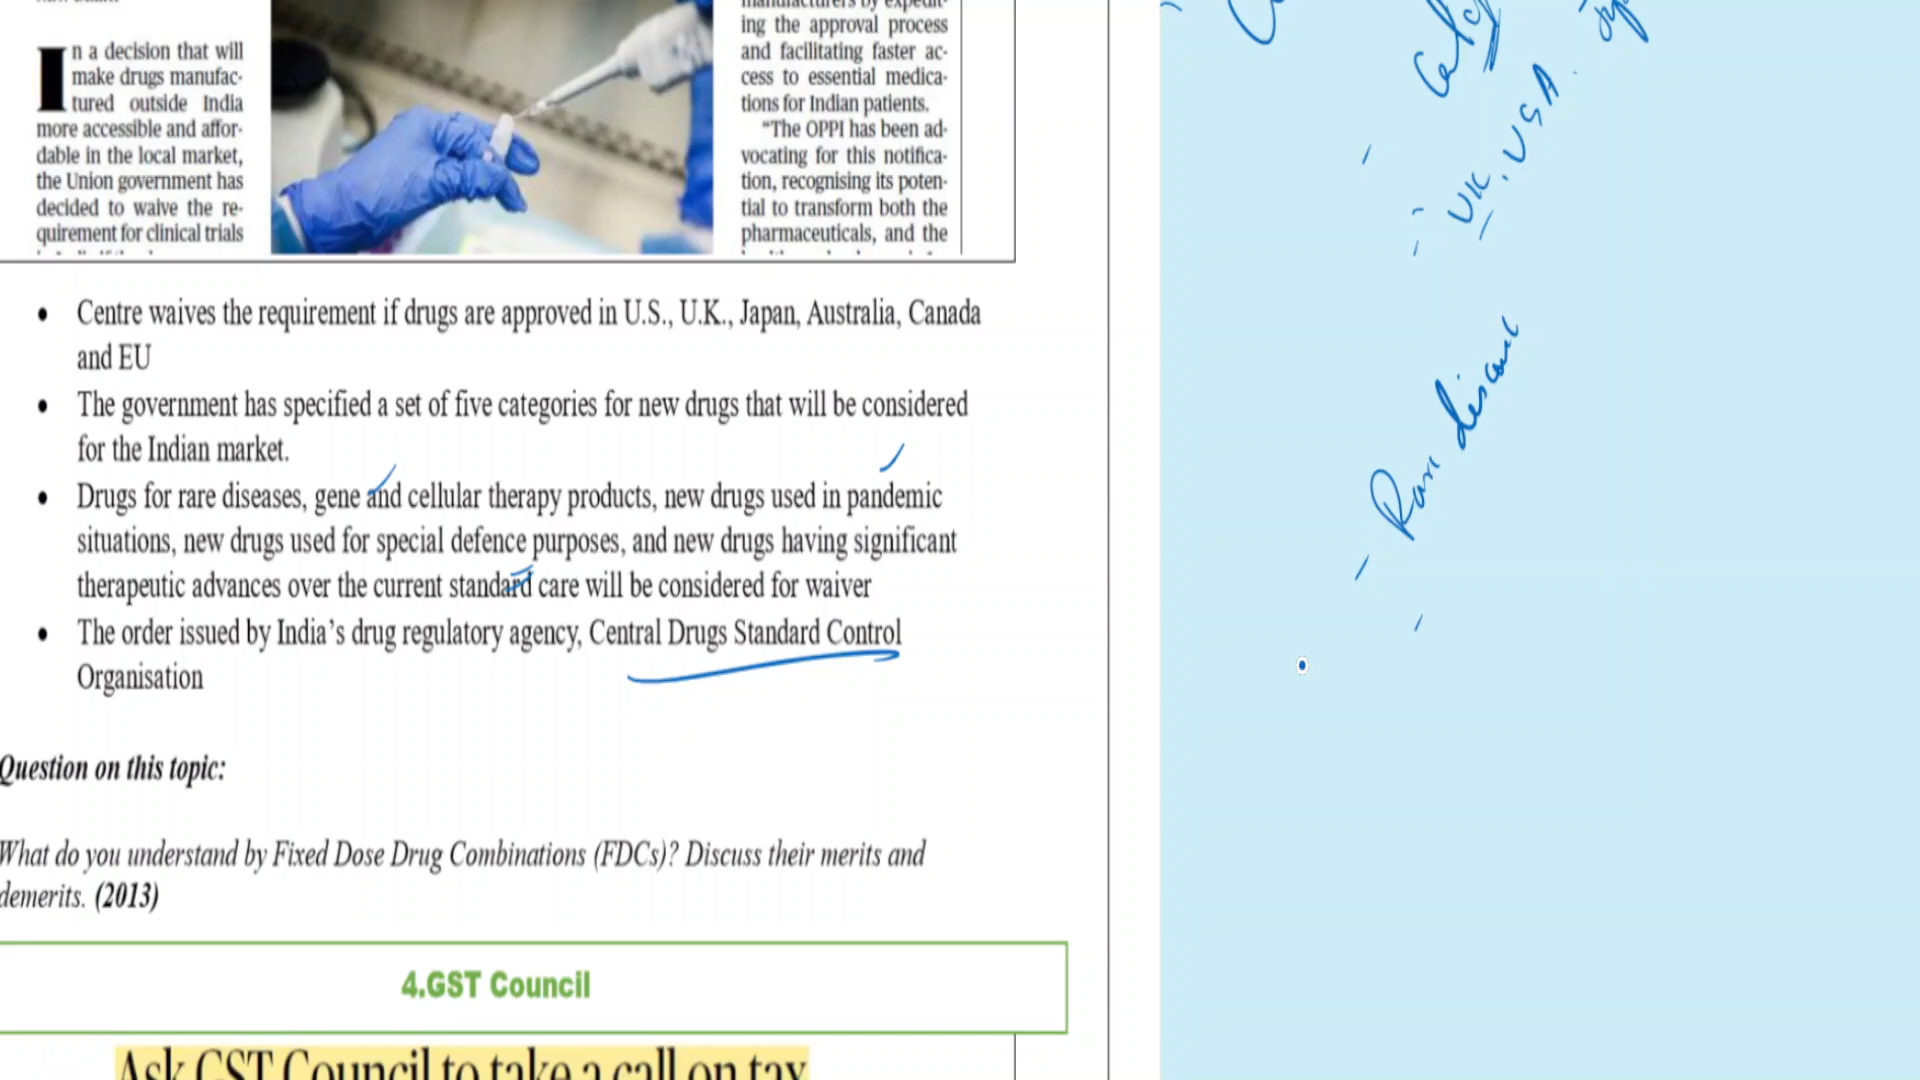 In a decision that will
make drugs manufac-
tured outside India
more accessible and affor-
dable in the local market,
the Union government has
decided to waive the re-
quirement for clinical trials
ing the approval process
and facilitating faster ac-
cess to essential medica-
tions for Indian patients.
"The OPPI has been ad-
vocating for this notifica-
tion, recognising its poten-
tial to transform both the
pharmaceuticals, and the
• Centre waives the requirement if drugs are approved in U.S., U.K., Japan, Australia, Canada
and EU
• The government has specified a set of five categories for new drugs that will be considered
for the Indian market.
• Drugs for rare diseases, gene and cellular therapy products, new drugs used in pandemic
situations, new drugs used for special defence purposes, and new drugs having significant
therapeutic advances over the current standard care will be considered for waiver
• The order issued by India's drug regulatory agency, Central Drugs Standard Control
Organisation
Question on this topic:
What do you understand by Fixed Dose Drug Combinations (FDCs)? Discuss their merits and
demerits. (2013)
4.GST Council
Ask GST Council to take a call on tax
UK, USA
Rare